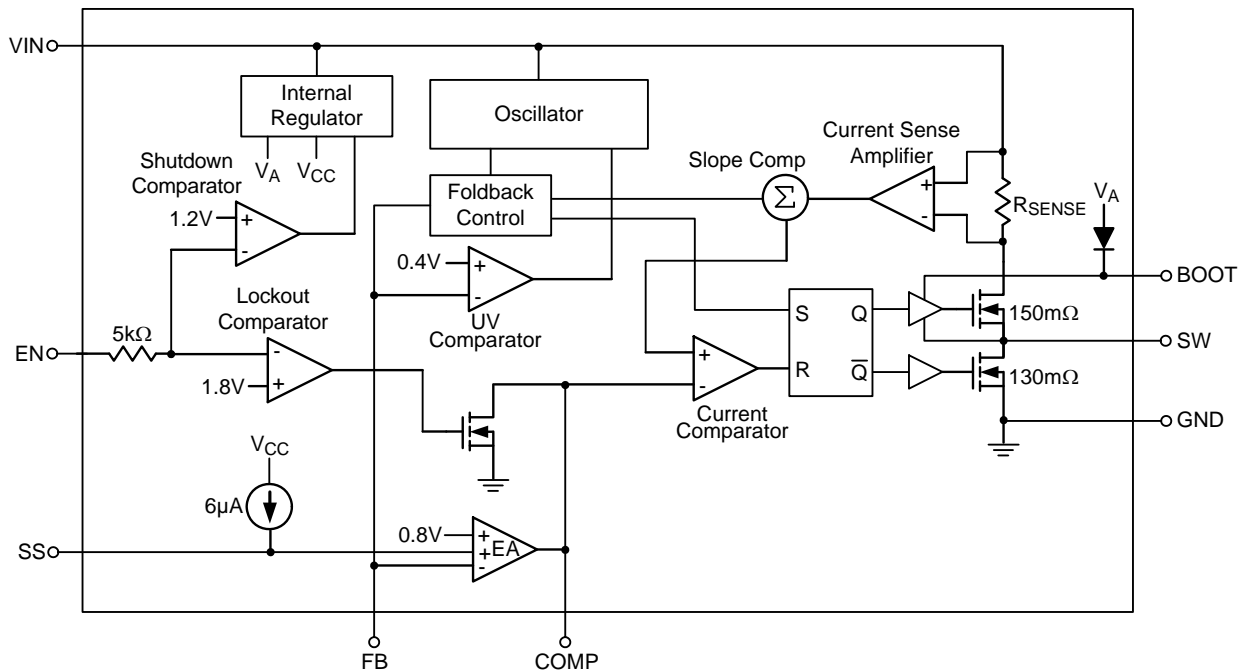 VIN
Internal
Regulator
Oscillator
Shutdown
Comparator
VA
VCC
Foldback
Control
Slope Comp
Current Sense
Amplifier
Σ
+
-
RSENSE
VA
1.2V
+
-
0.4V
+
-
UV
Comparator
BOOT
Lockout
Comparator
5kΩ
EN
-
+
1.8V
S
Q
R
Q̅
150mΩ
SW
+
-
Current
Comparator
130mΩ
GND
VCC
6µA
SS
0.8V
+
+
-
EA
FB
COMP